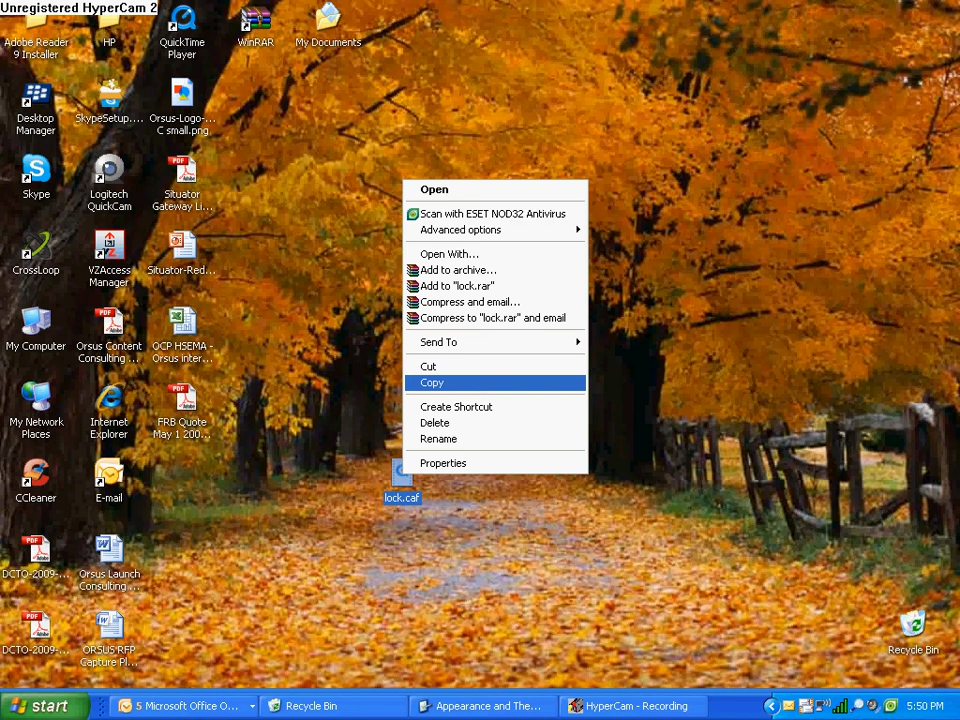 Unregistered HyperCam 2
Adobe Reader
9 Installer
HP
QuickTime
Player
WinRAR
My Documents
Desktop
Manager
SkypeSetup....
Orsus-Logo-...
C small.png
Skype
Logitech
QuickCam
Situator
Gateway Li...
CrossLoop
VZAccess
Manager
Situator-Red...
My Computer
Orsus Content
Consulting ...
OCP HSEMA -
Orsus inter...
My Network
Places
Internet
Explorer
FRB Quote
May 1 200...
CCleaner
E-mail
DCTO-2009-...
Orsus Launch
Consulting ...
DCTO-2009-...
ORSUS RFP
Capture Pl...
Open
Scan with ESET NOD32 Antivirus
Advanced options
Open With...
Add to archive...
Add to "lock.rar"
Compress and email...
Compress to "lock.rar" and email
Send To
Cut
Copy
Create Shortcut
Delete
Rename
Properties
lock.caf
Recycle Bin
start
5 Microsoft Office O...
Recycle Bin
Appearance and The...
HyperCam - Recording
5:50 PM